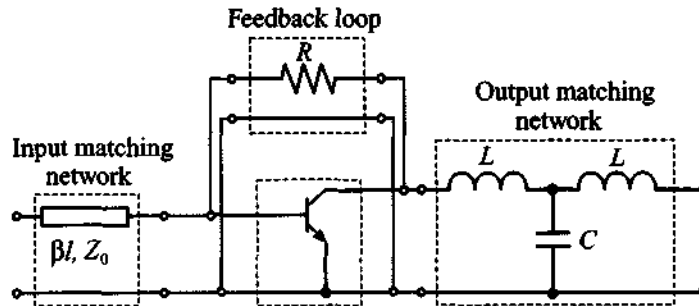 Feedback loop
R
Output matching
network
L
L
Input matching
network
C
βl, Z₀